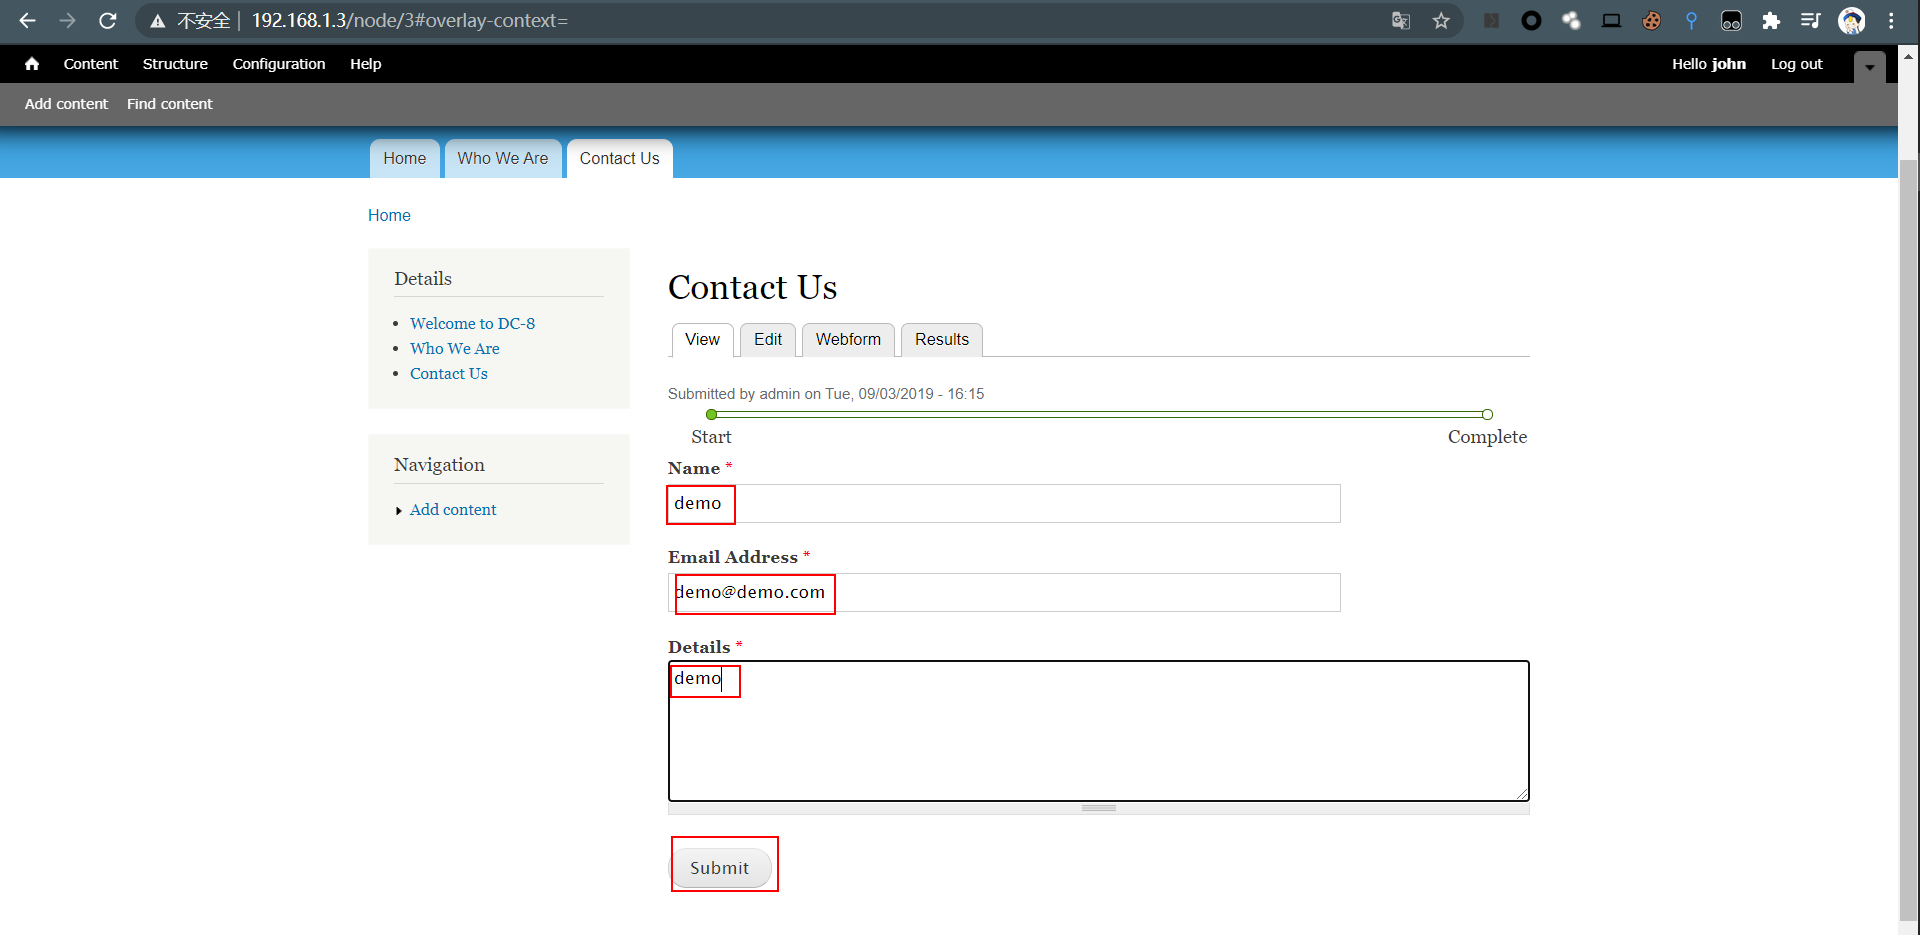 不安全 192.168.1.3/node/3#overlay-context=
Content Structure Configuration Help Hello john Log out
Add content Find content
Home Who We Are Contact Us
Home
Details
Welcome to DC-8
Who We Are
Contact Us
Navigation
Add content
Contact Us
View Edit Webform Results
Submitted by admin on Tue, 09/03/2019 - 16:15
Start Complete
Name *
demo
Email Address *
demo@demo.com
Details *
demo
Submit